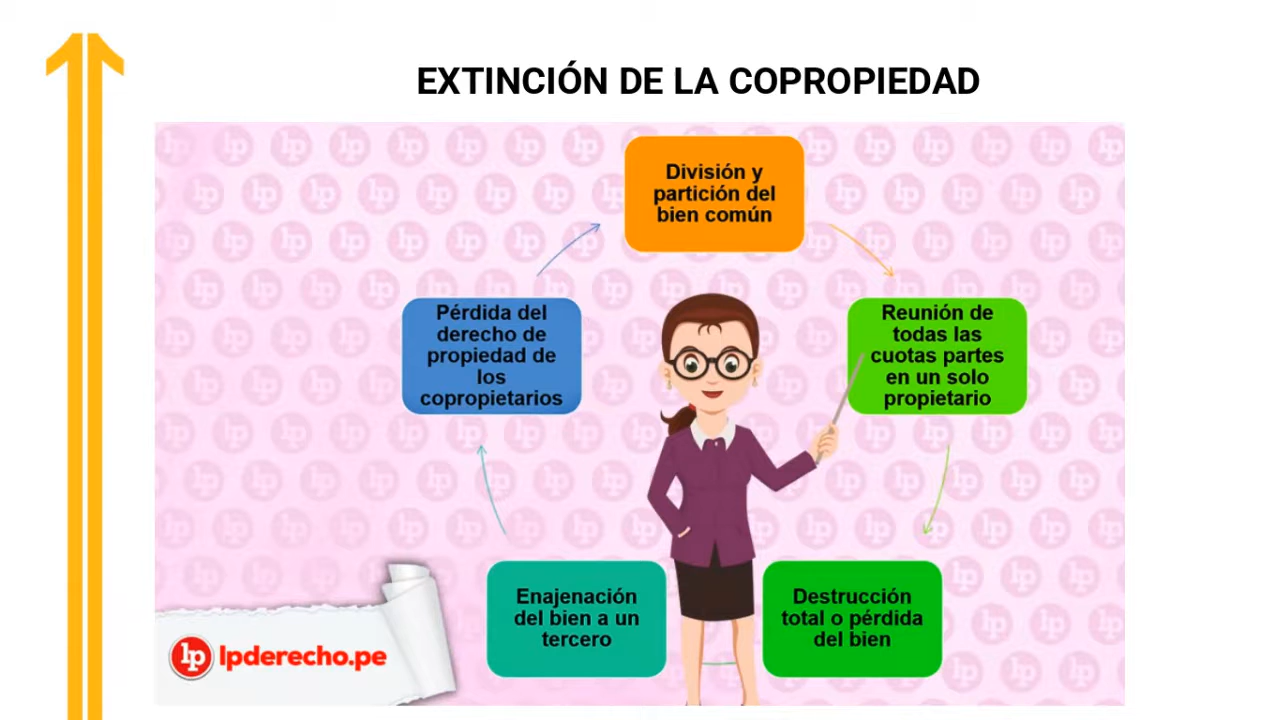 EXTINCIÓN DE LA COPROPIEDAD
División y
partición del
bien común
Reunión de
todas las
cuotas partes
en un solo
propietario
Destrucción
total o pérdida
del bien
Enajenación
del bien a un
tercero
Pérdida del
derecho de
propiedad de
los
copropietarios
lp lpderecho.pe